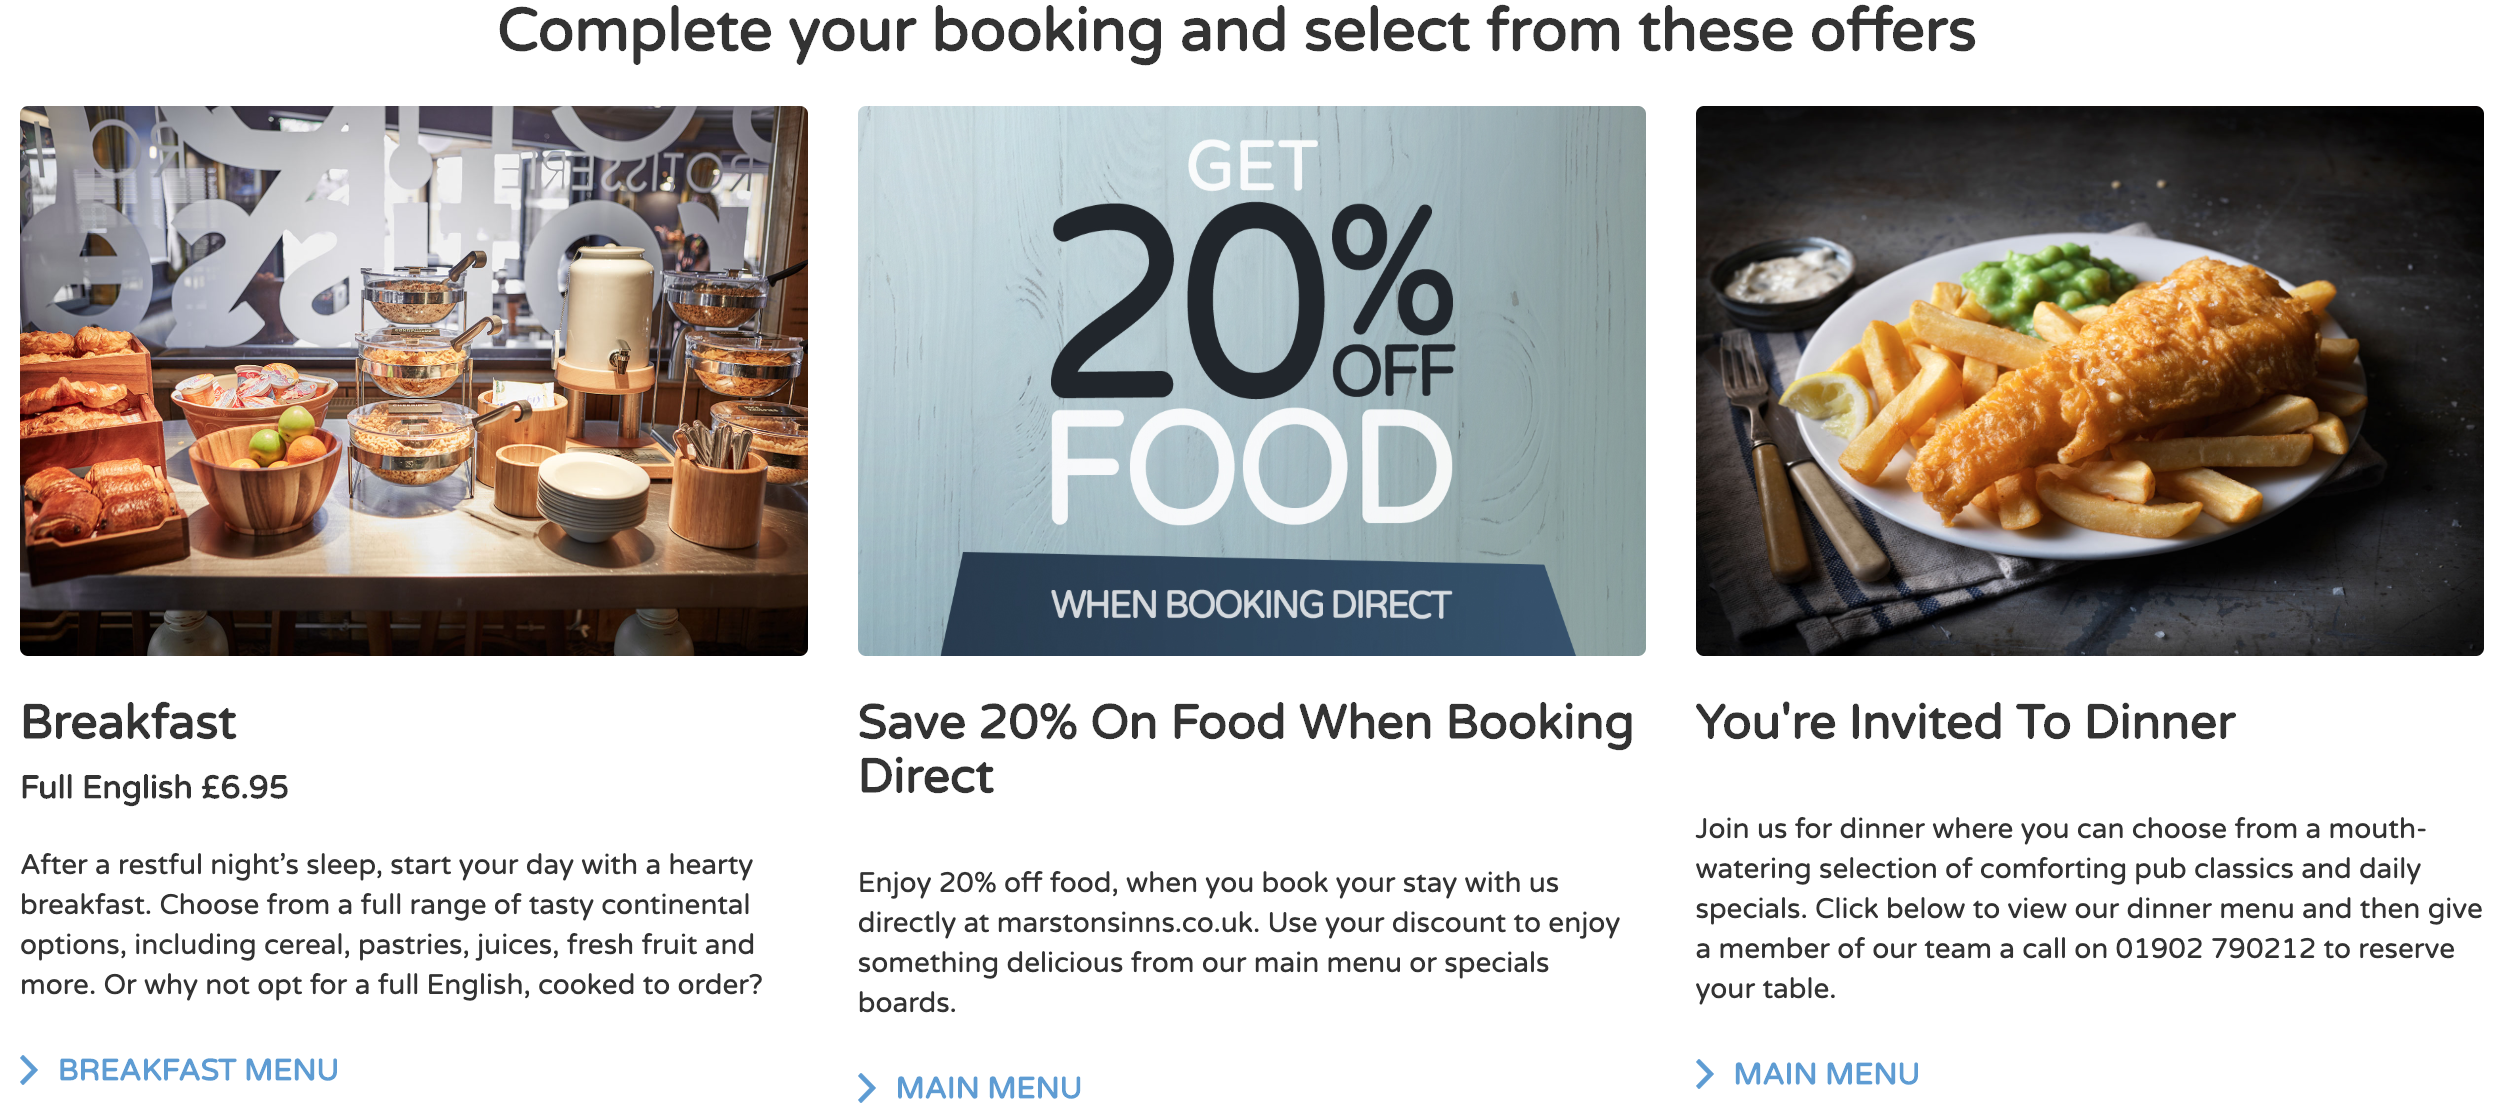 Complete your booking and select from these offers
ROTISSERIE
GET
20%
OFF
FOOD
WHEN BOOKING DIRECT
Breakfast
Full English £6.95
After a restful night’s sleep, start your day with a hearty
breakfast. Choose from a full range of tasty continental
options, including cereal, pastries, juices, fresh fruit and
more. Or why not opt for a full English, cooked to order?
BREAKFAST MENU
Save 20% On Food When Booking
Direct
Enjoy 20% off food, when you book your stay with us
directly at marstonsinns.co.uk. Use your discount to enjoy
something delicious from our main menu or specials
boards.
MAIN MENU
You're Invited To Dinner
Join us for dinner where you can choose from a mouth-
watering selection of comforting pub classics and daily
specials. Click below to view our dinner menu and then give
a member of our team a call on 01902 790212 to reserve
your table.
MAIN MENU